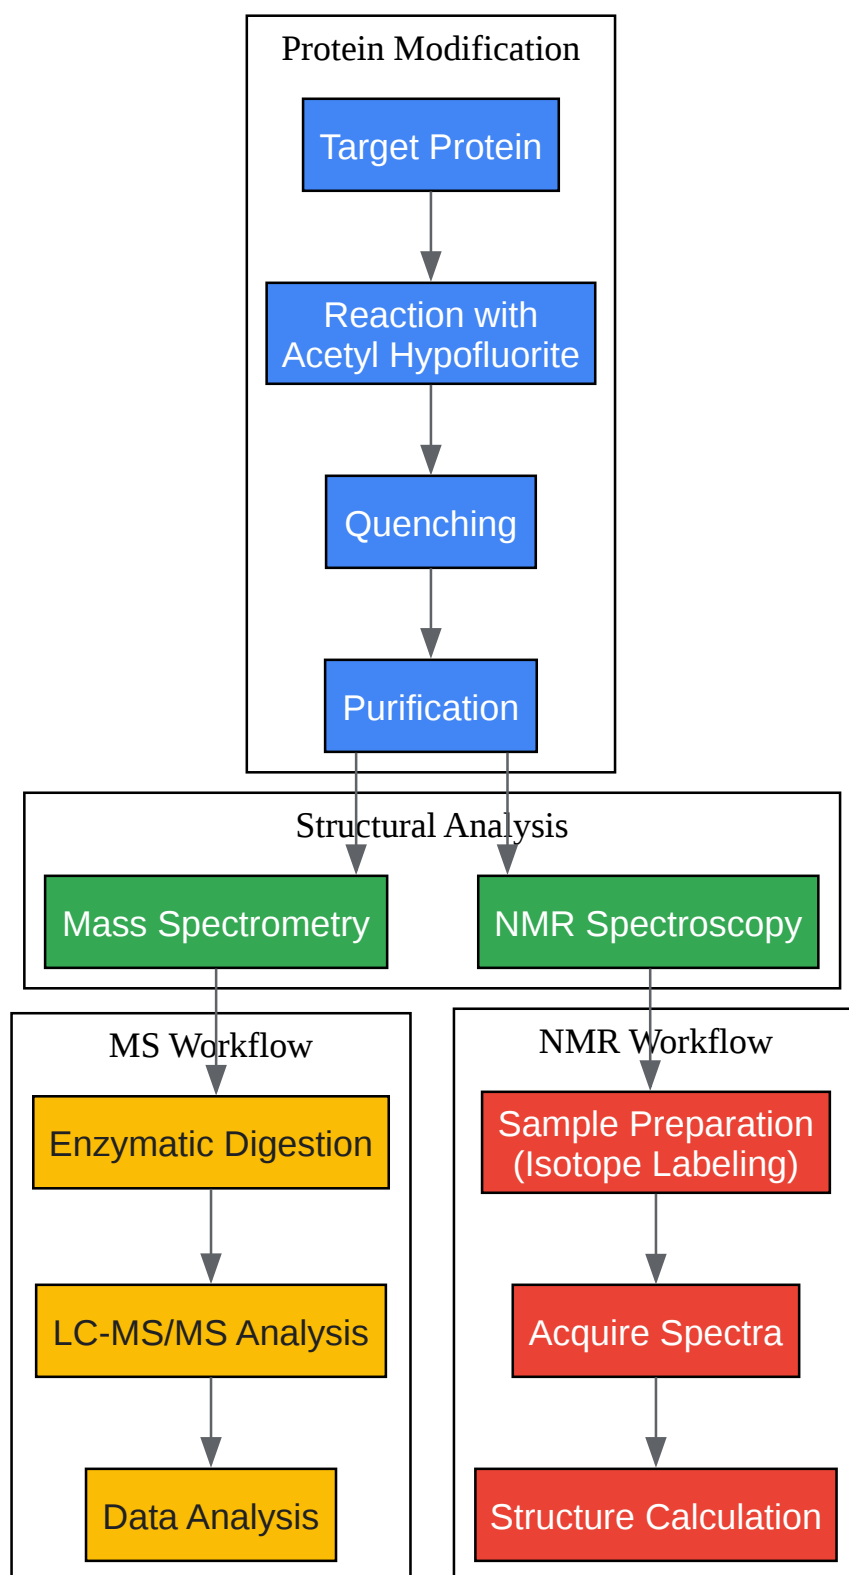 Protein Modification
Target Protein
Reaction with
Acetyl Hypofluorite
Quenching
Purification
Structural Analysis
Mass Spectrometry
NMR Spectroscopy
MS Workflow
Enzymatic Digestion
LC-MS/MS Analysis
Data Analysis
NMR Workflow
Sample Preparation
(Isotope Labeling)
Acquire Spectra
Structure Calculation